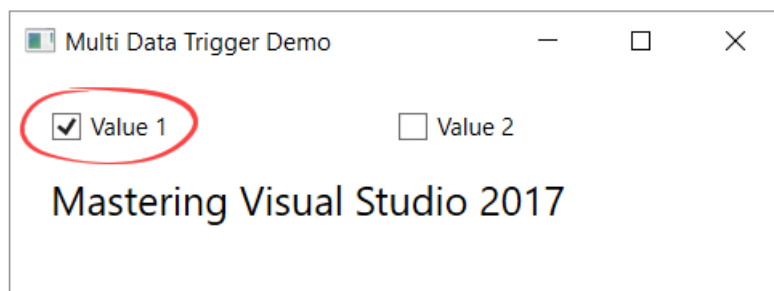 Multi Data Trigger Demo
Value 1 Value 2
Mastering Visual Studio 2017